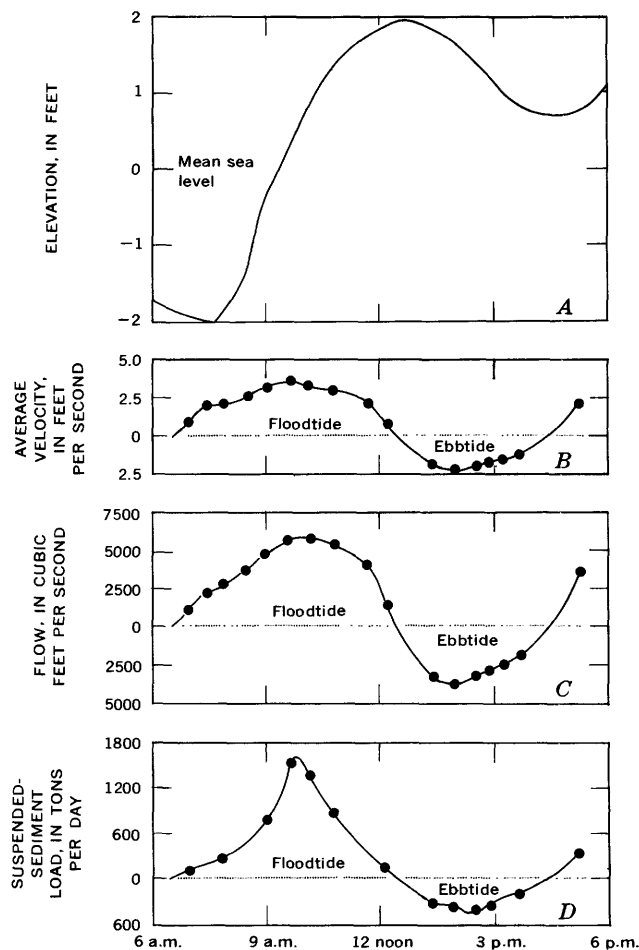 ELEVATION, IN FEET
2
1
0
−1
−2
Mean sea
level
A
AVERAGE
VELOCITY,
IN FEET
PER SECOND
5.0
2.5
0
2.5
Floodtide
Ebbtide
B
FLOW, IN CUBIC
FEET PER SECOND
7500
5000
2500
0
2500
5000
Floodtide
Ebbtide
C
SUSPENDED-
SEDIMENT
LOAD, IN TONS
PER DAY
1800
1200
600
0
600
Floodtide
Ebbtide
D
6 a.m. 9 a.m. 12 noon 3 p.m. 6 p.m.